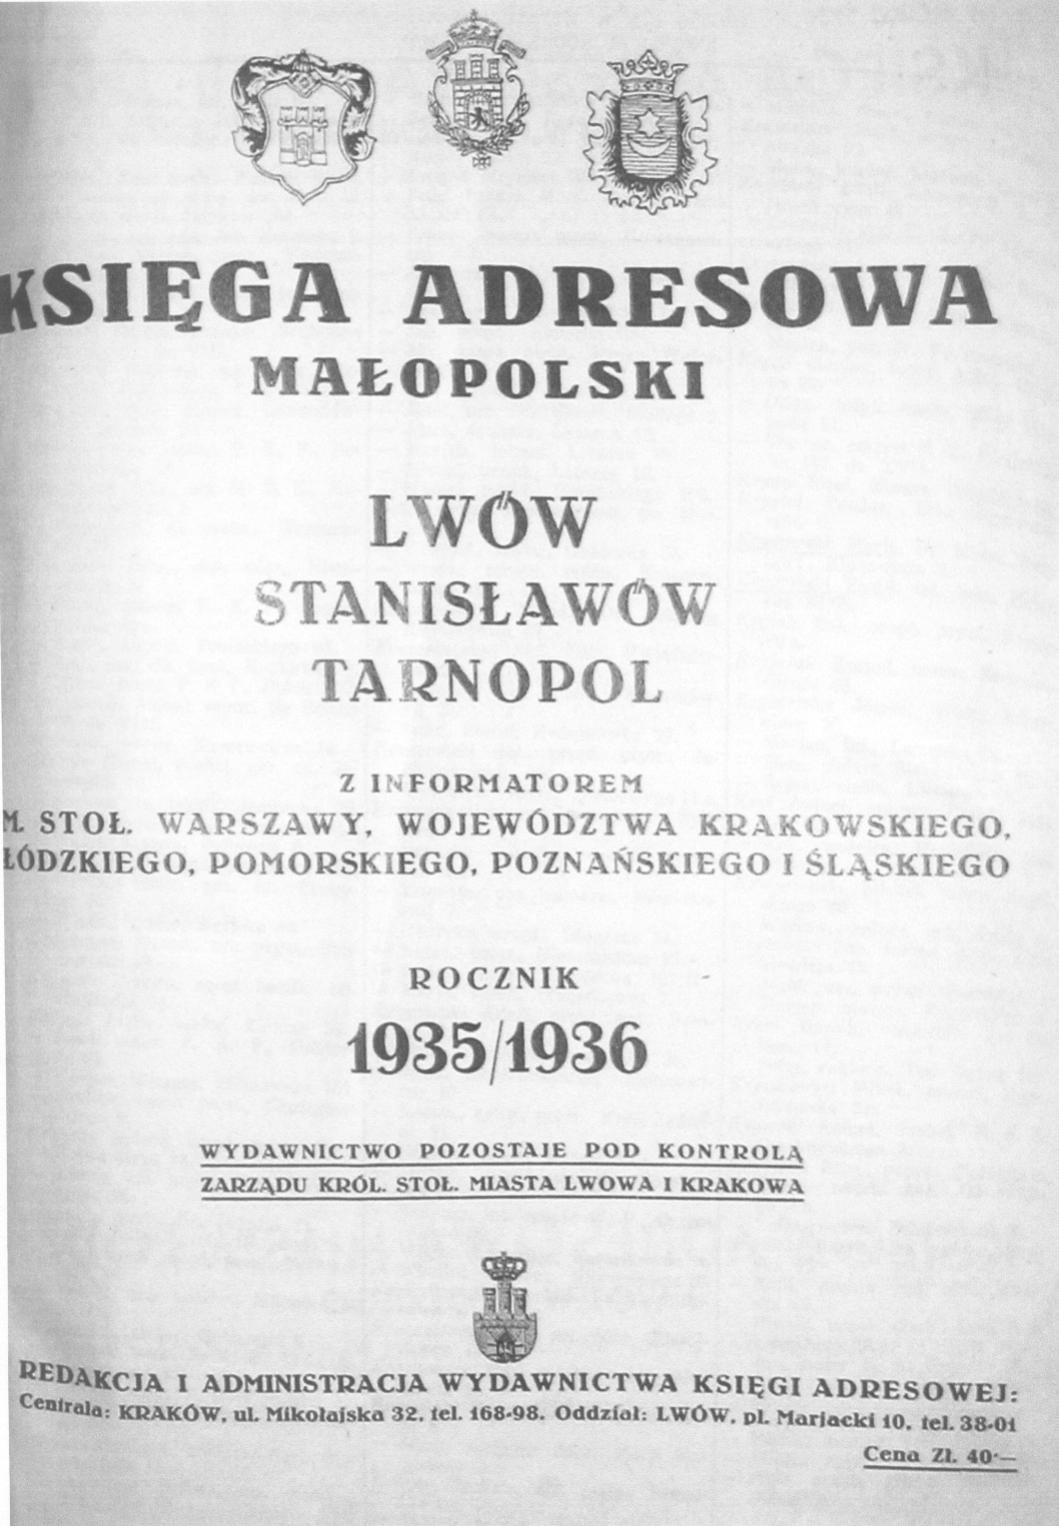 KSIĘGA ADRESOWA
MAŁOPOLSKI
LWÓW
STANISŁAWÓW
TARNOPOL
Z INFORMATOREM
M. STOŁ. WARSZAWY, WOJEWÓDZTWA KRAKOWSKIEGO,
ŁÓDZKIEGO, POMORSKIEGO, POZNAŃSKIEGO I ŚLĄSKIEGO
ROCZNIK
1935/1936
WYDAWNICTWO POZOSTAJE POD KONTROLĄ
ZARZĄDU KRÓL. STOŁ. MIASTA LWOWA I KRAKOWA
REDAKCJA I ADMINISTRACJA WYDAWNICTWA KSIĘGI ADRESOWEJ:
Centrala: KRAKÓW, ul. Mikołajska 32, tel. 168-98. Oddział: LWÓW, pl. Marjacki 10, tel. 38-01
Cena Zł. 40·—